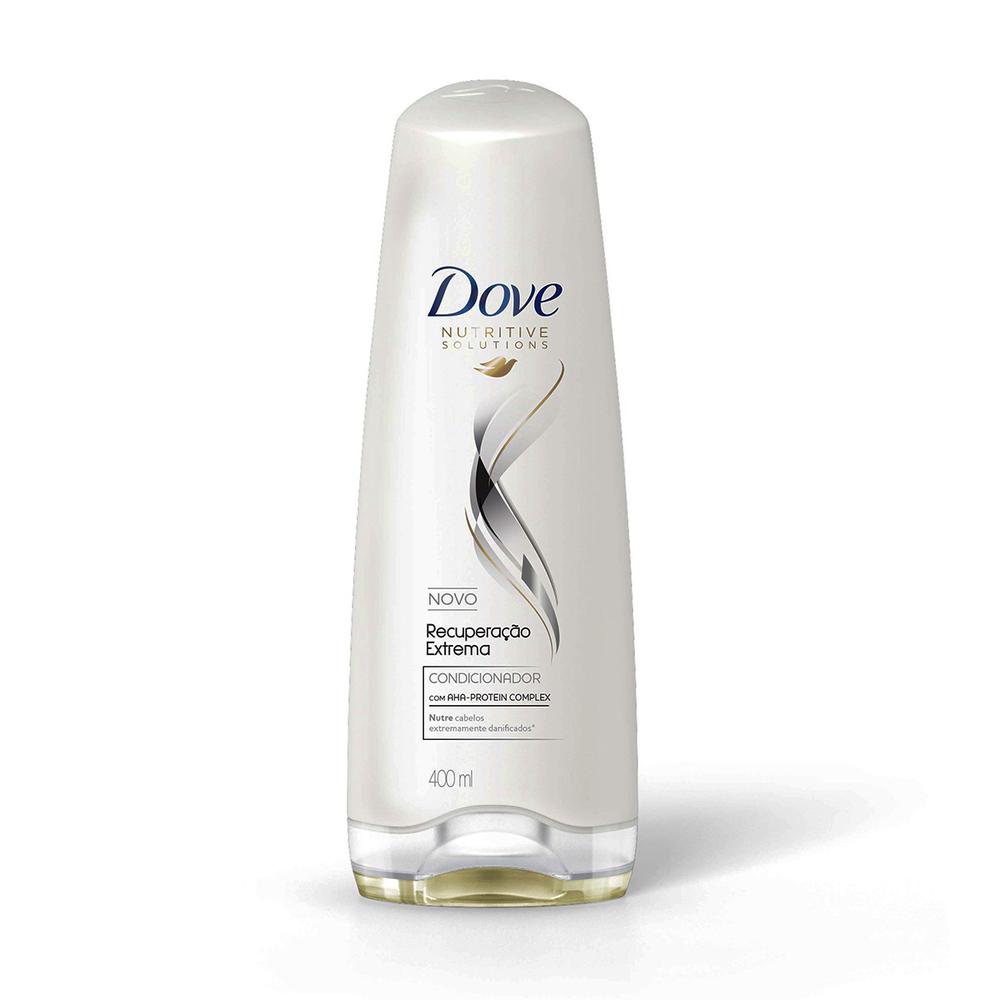 Dove
NUTRITIVE
SOLUTIONS
NOVO
Recuperação
Extrema
CONDICIONADOR
COM AHA-PROTEIN COMPLEX
Nutre cabelos
extremamente danificados*
400 ml